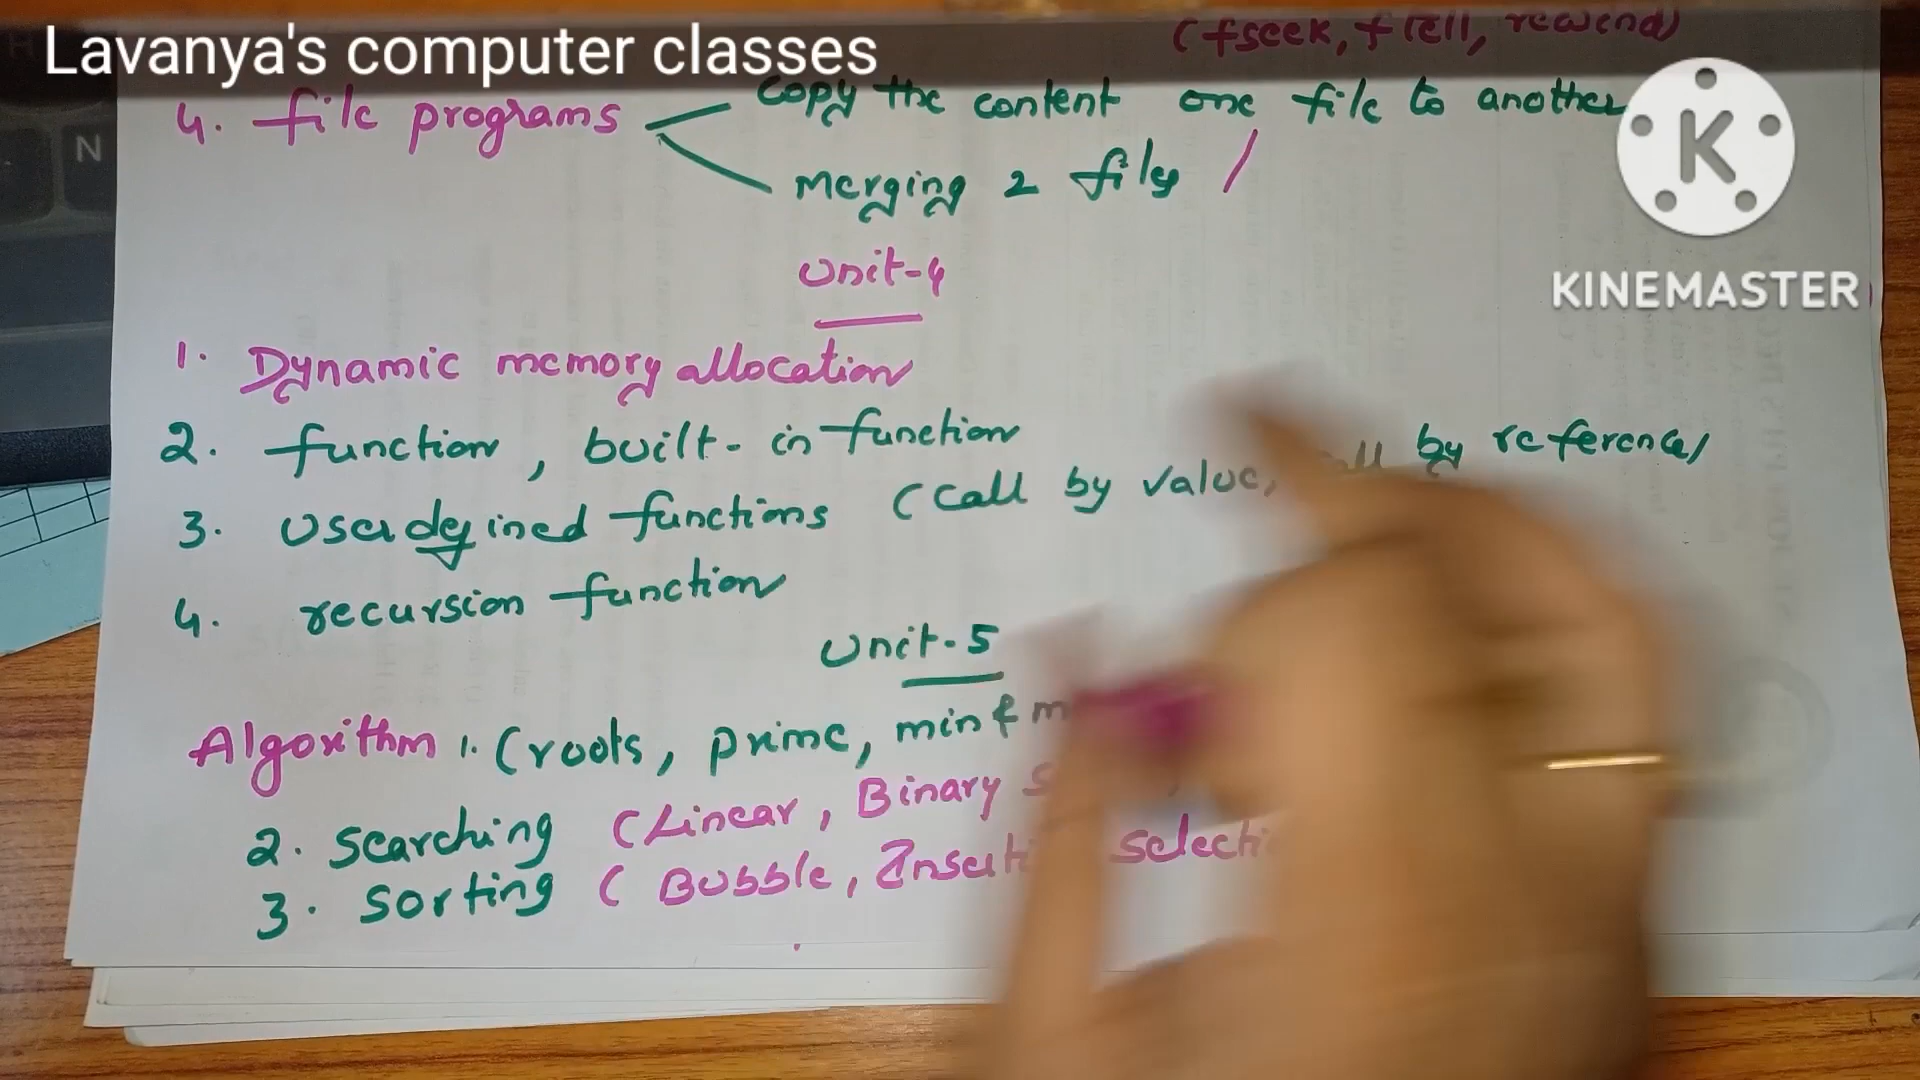 Lavanya's computer classes
(fseek, ftell, rewind)
4. file programs
copy the content one file to another
merging 2 files
KINEMASTER
Unit-4
1. Dynamic memory allocation
2. function, built-in function
3. Userdefined functions (call by value, by reference)
4. recursion function
Unit-5
Algorithm 1. (roots, prime, min &
2. Searching (Linear, Binary
3. Sorting (Bubble,
N
K